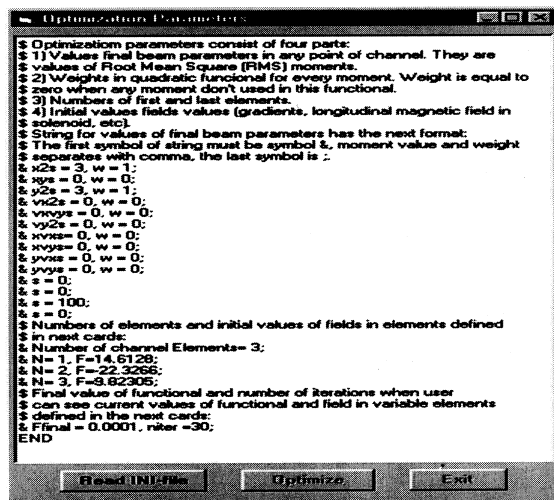 Optimization Parameters
$ Optimizatiom parameters consist of four parts:
$ 1) Values final beam parameters in any point of channel. They are
$ values of Root Mean Square (RMS) moments.
$ 2) Weights in quadratic funcional for every moment. Weight is equal to
$ zero when any moment don't used in this functional.
$ 3) Numbers of first and last elements.
$ 4) Initial values fields values (gradients, longitudinal magnetic field in
$ solenoid, etc).
$ String for values of final beam parameters has the next format:
$ The first symbol of string must be symbol &, moment value and weight
$ separates with comma, the last symbol is ;.
& x2s = 3, w = 1;
& xys = 0, w = 0;
& y2s = 3, w = 1;
& vx2s = 0, w = 0;
& vxvys = 0, w = 0;
& vy2s = 0, w = 0;
& xvxs= 0, w = 0;
& xvys= 0, w = 0;
& yvxs = 0, w = 0;
& yvys = 0, w = 0;
& s = 0;
& s = 0;
& s = 100;
& s = 0;
$ Numbers of elements and initial values of fields in elements defined
$ in next cards:
& Number of channel Elements= 3;
& N= 1, F=14.6128;
& N= 2, F=-22.3266;
& N= 3, F=9.82305;
$ Final value of functional and number of iterations when user
$ can see current values of functional and field in variable elements
$ defined in the next cards:
& Ffinal = 0.0001, niter =30;
END
Read INI-file
Optimize
Exit